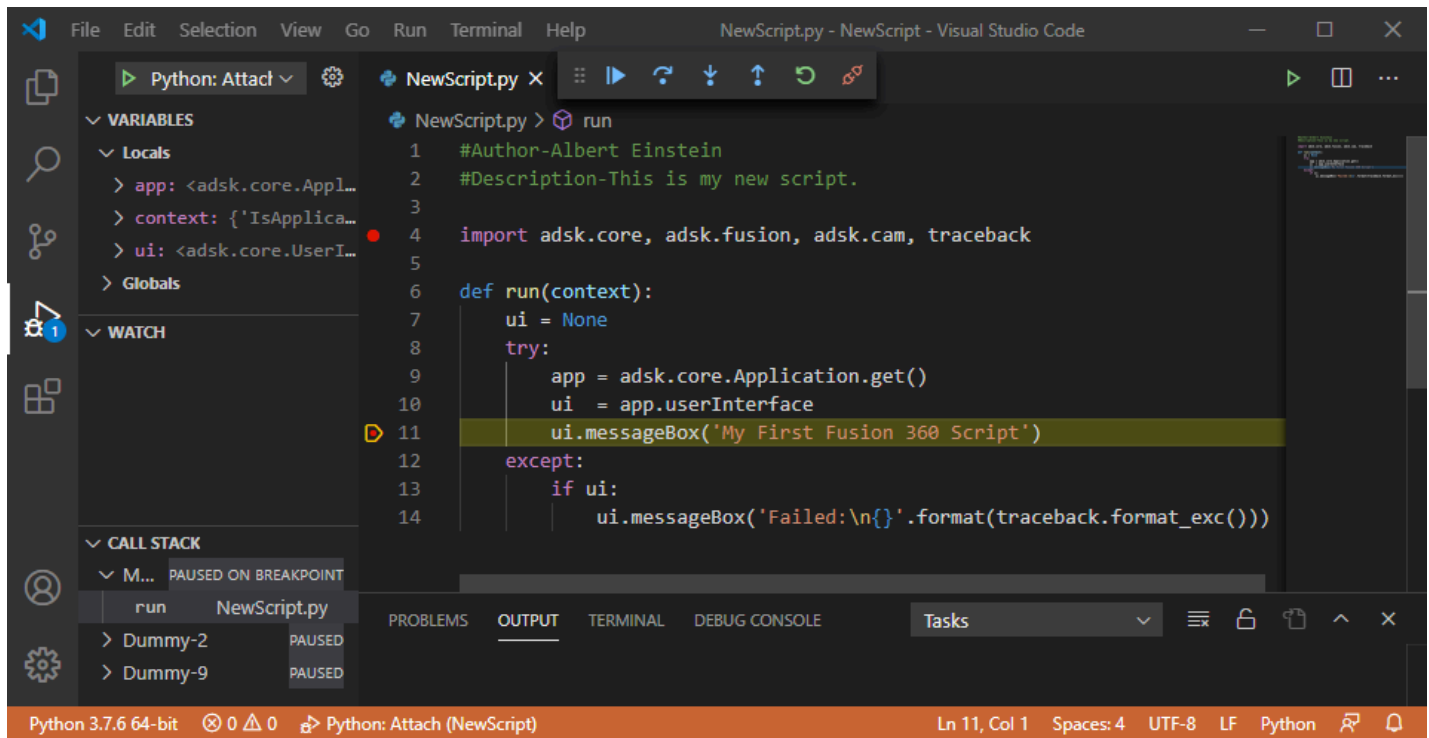 File Edit Selection View Go Run Terminal Help NewScript.py - NewScript - Visual Studio Code
Python: Attacl
NewScript.py
VARIABLES
Locals
app: <adsk.core.Appl…
context: {'IsApplica…
ui: <adsk.core.UserI…
Globals
WATCH
CALL STACK
M... PAUSED ON BREAKPOINT
run NewScript.py
Dummy-2 PAUSED
Dummy-9 PAUSED
NewScript.py > run
1 #Author-Albert Einstein
2 #Description-This is my new script.
3
4 import adsk.core, adsk.fusion, adsk.cam, traceback
5
6 def run(context):
7 ui = None
8 try:
9 app = adsk.core.Application.get()
10 ui  = app.userInterface
11 ui.messageBox('My First Fusion 360 Script')
12 except:
13 if ui:
14 ui.messageBox('Failed:\n{}'.format(traceback.format_exc()))
PROBLEMS OUTPUT TERMINAL DEBUG CONSOLE Tasks
1
Python 3.7.6 64-bit 0 0 Python: Attach (NewScript) Ln 11, Col 1 Spaces: 4 UTF-8 LF Python